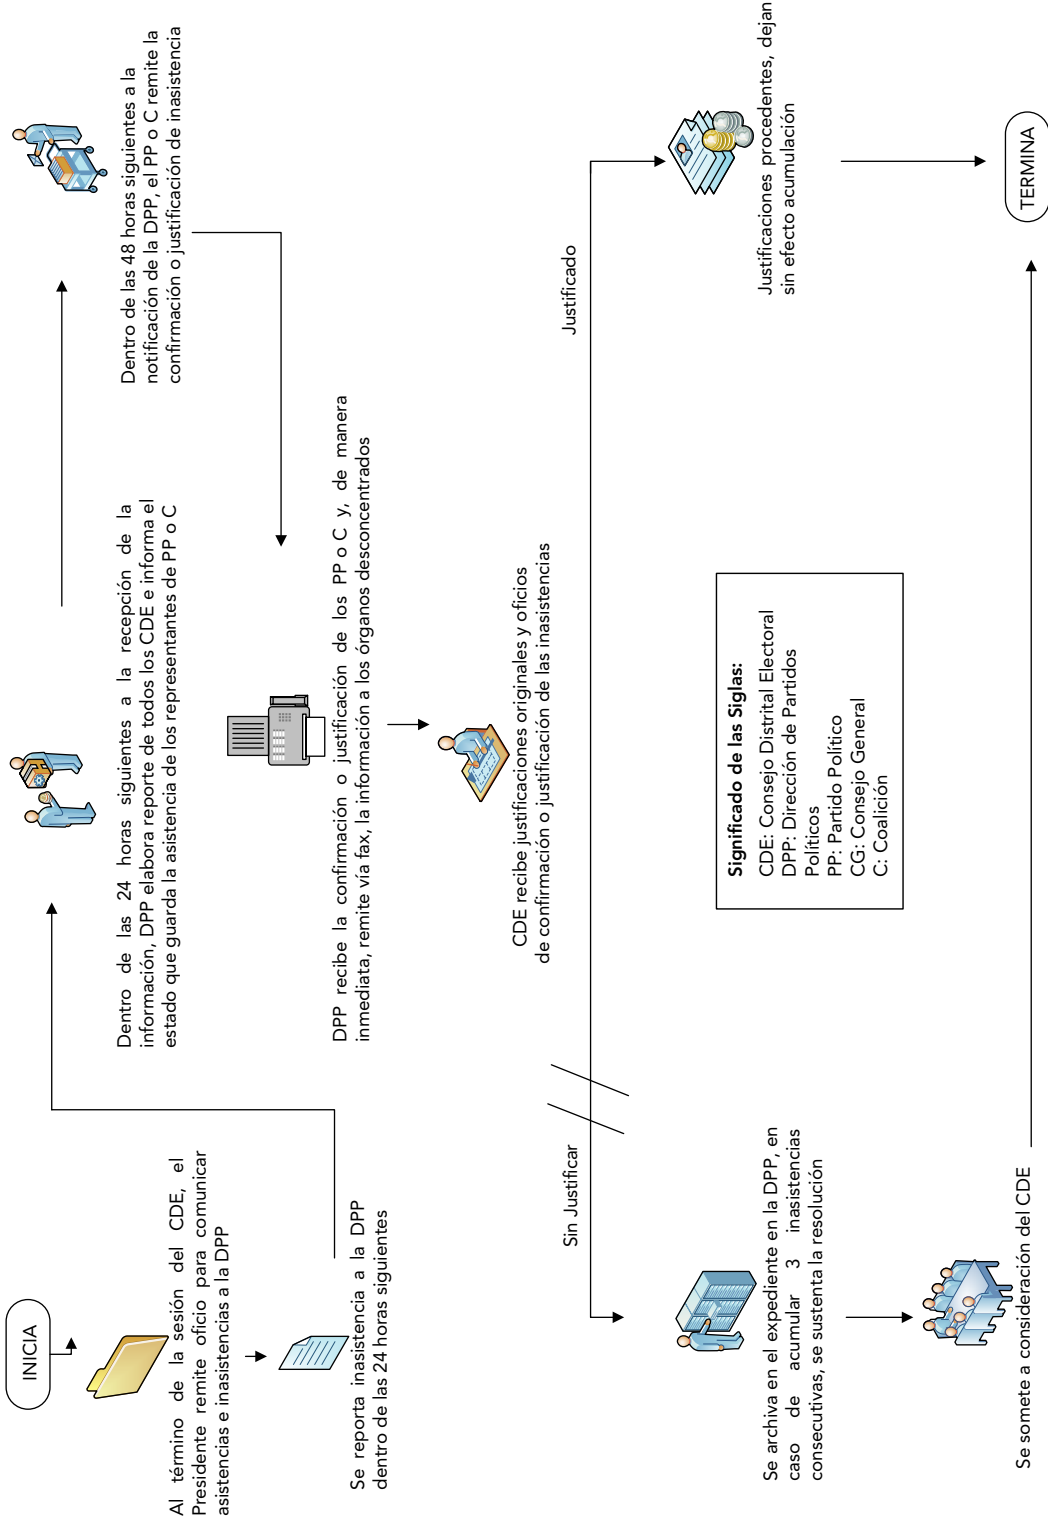 INICIA
Al término de la sesión del CDE, el
Presidente remite oficio para comunicar
asistencias e inasistencias a la DPP
Se reporta inasistencia a la DPP
dentro de las 24 horas siguientes
Dentro de las 24 horas siguientes a la recepción de la
información, DPP elabora reporte de todos los CDE e informa el
estado que guarda la asistencia de los representantes de PP o C
Dentro de las 48 horas siguientes a la
notificación de la DPP, el PP o C remite la
confirmación o justificación de inasistencia
DPP recibe la confirmación o justificación de los PP o C y, de manera
inmediata, remite vía fax, la información a los órganos desconcentrados
CDE recibe justificaciones originales y oficios
de confirmación o justificación de las inasistencias
Sin Justificar
Justificado
Se archiva en el expediente en la DPP, en
caso de acumular 3 inasistencias
consecutivas, se sustenta la resolución
Se somete a consideración del CDE
Significado de las Siglas:
CDE: Consejo Distrital Electoral
DPP: Dirección de Partidos
Políticos
PP: Partido Político
CG: Consejo General
C: Coalición
Justificaciones procedentes, dejan
sin efecto acumulación
TERMINA